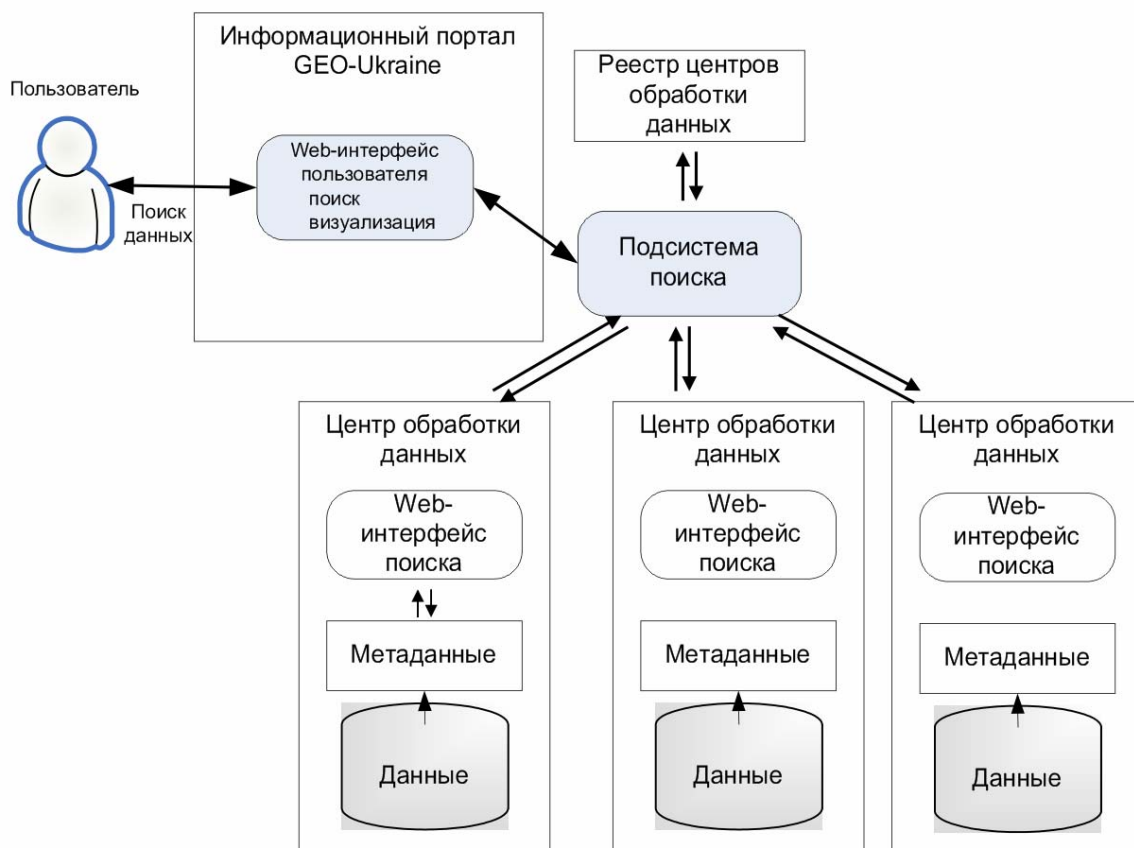 Информационный портал
GEO-Ukraine
Пользователь
Web-интерфейс
пользователя
поиск
визуализация
Поиск
данных
Реестр центров
обработки
данных
Подсистема
поиска
Центр обработки
данных
Web-
интерфейс
поиска
Метаданные
Данные
Центр обработки
данных
Web-
интерфейс
поиска
Метаданные
Данные
Центр обработки
данных
Web-
интерфейс
поиска
Метаданные
Данные